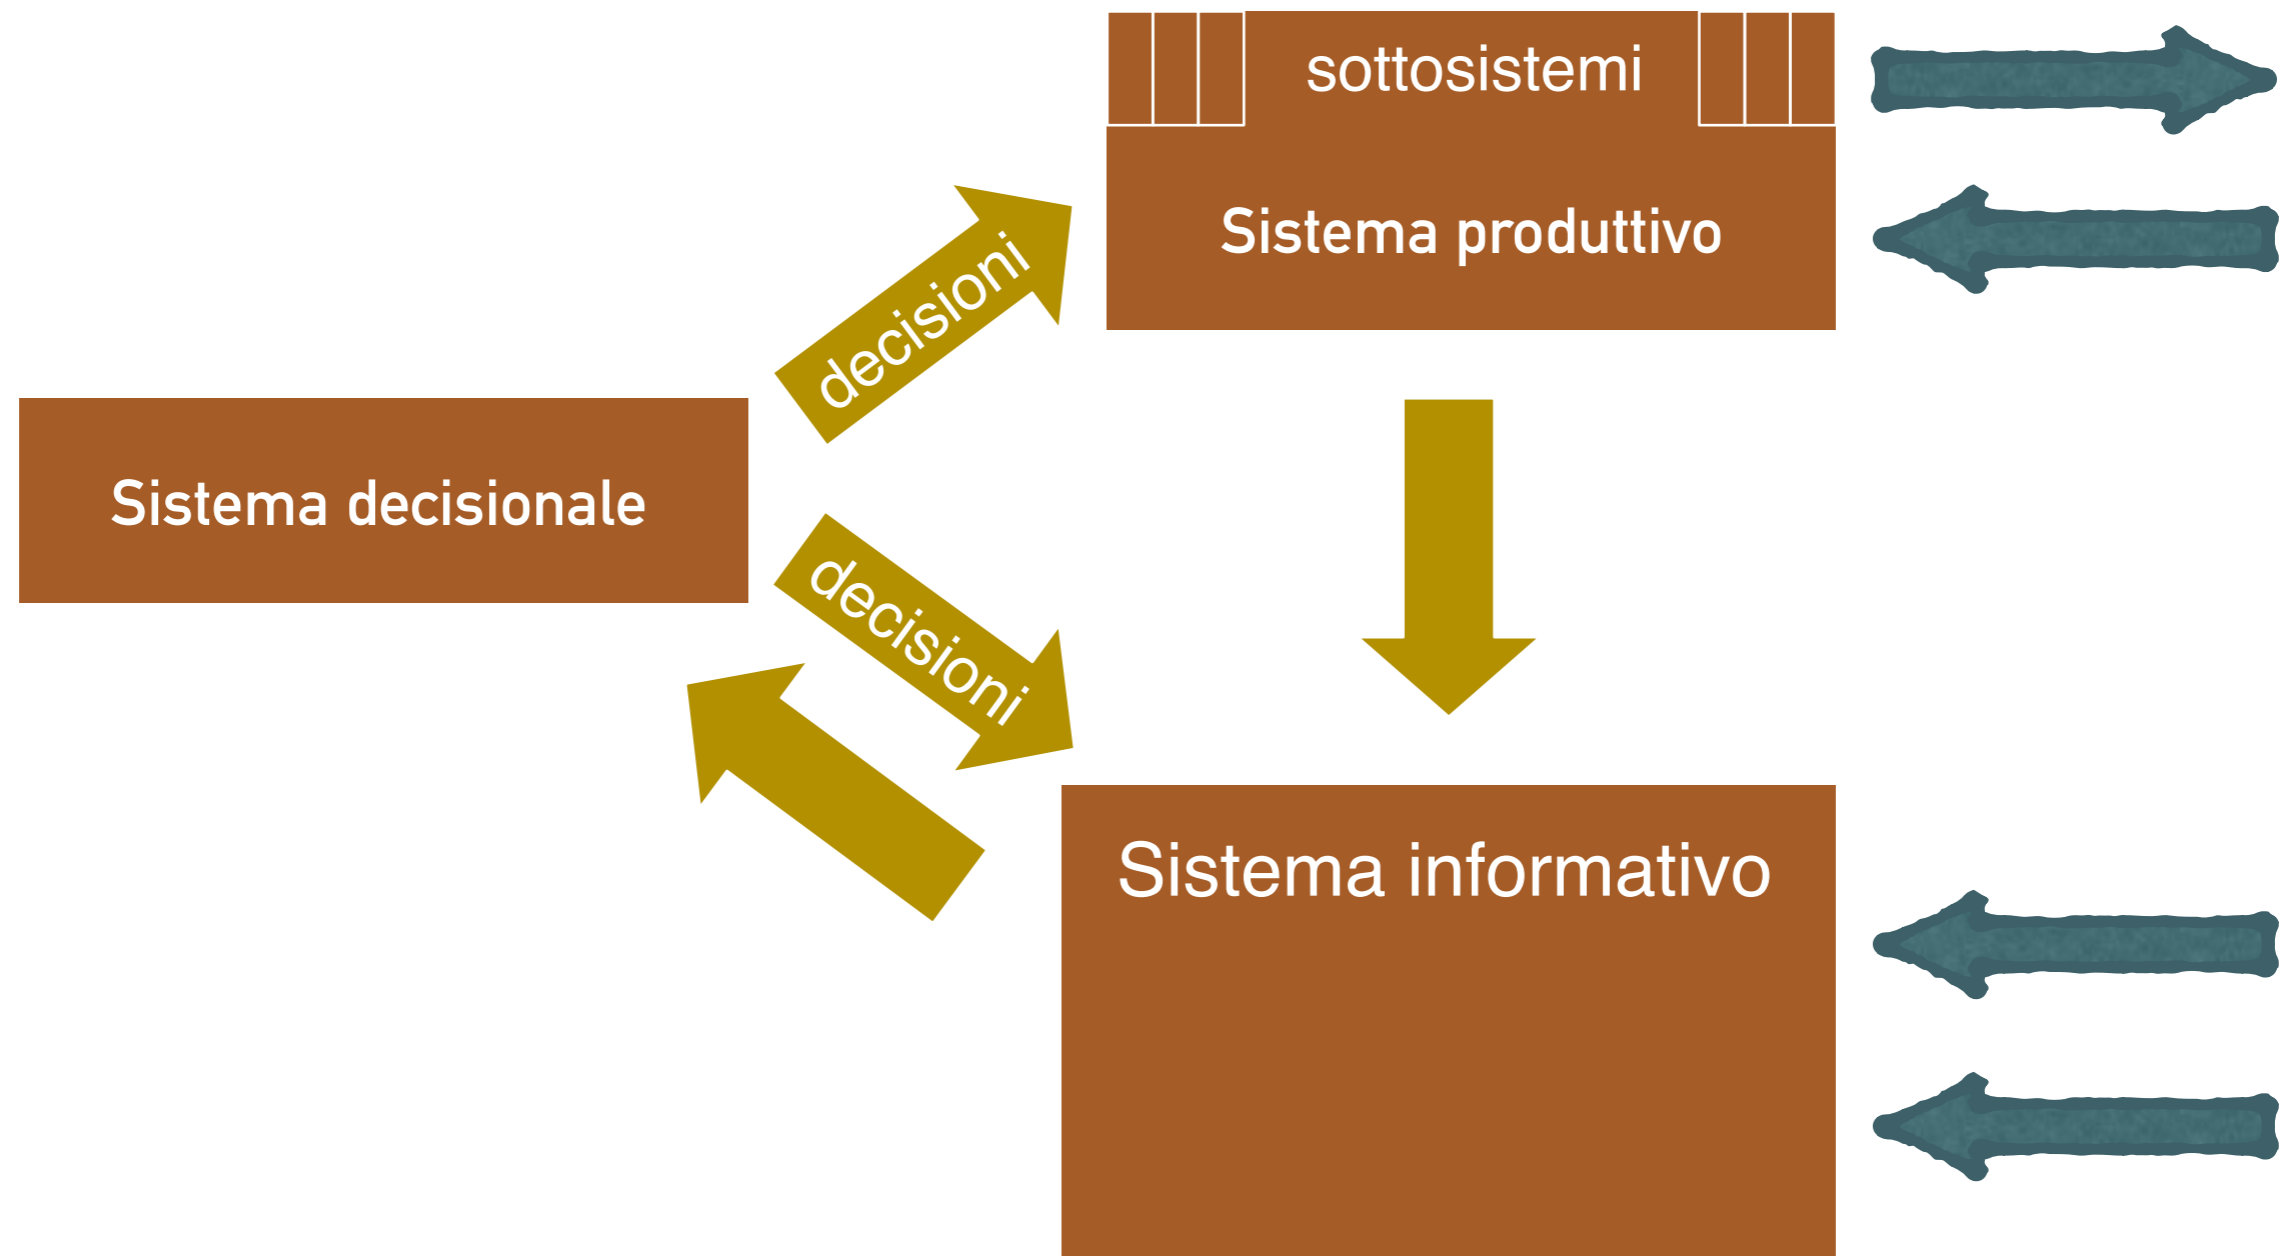 sottosistemi
Sistema produttivo
decisioni
Sistema decisionale
decisioni
Sistema informativo